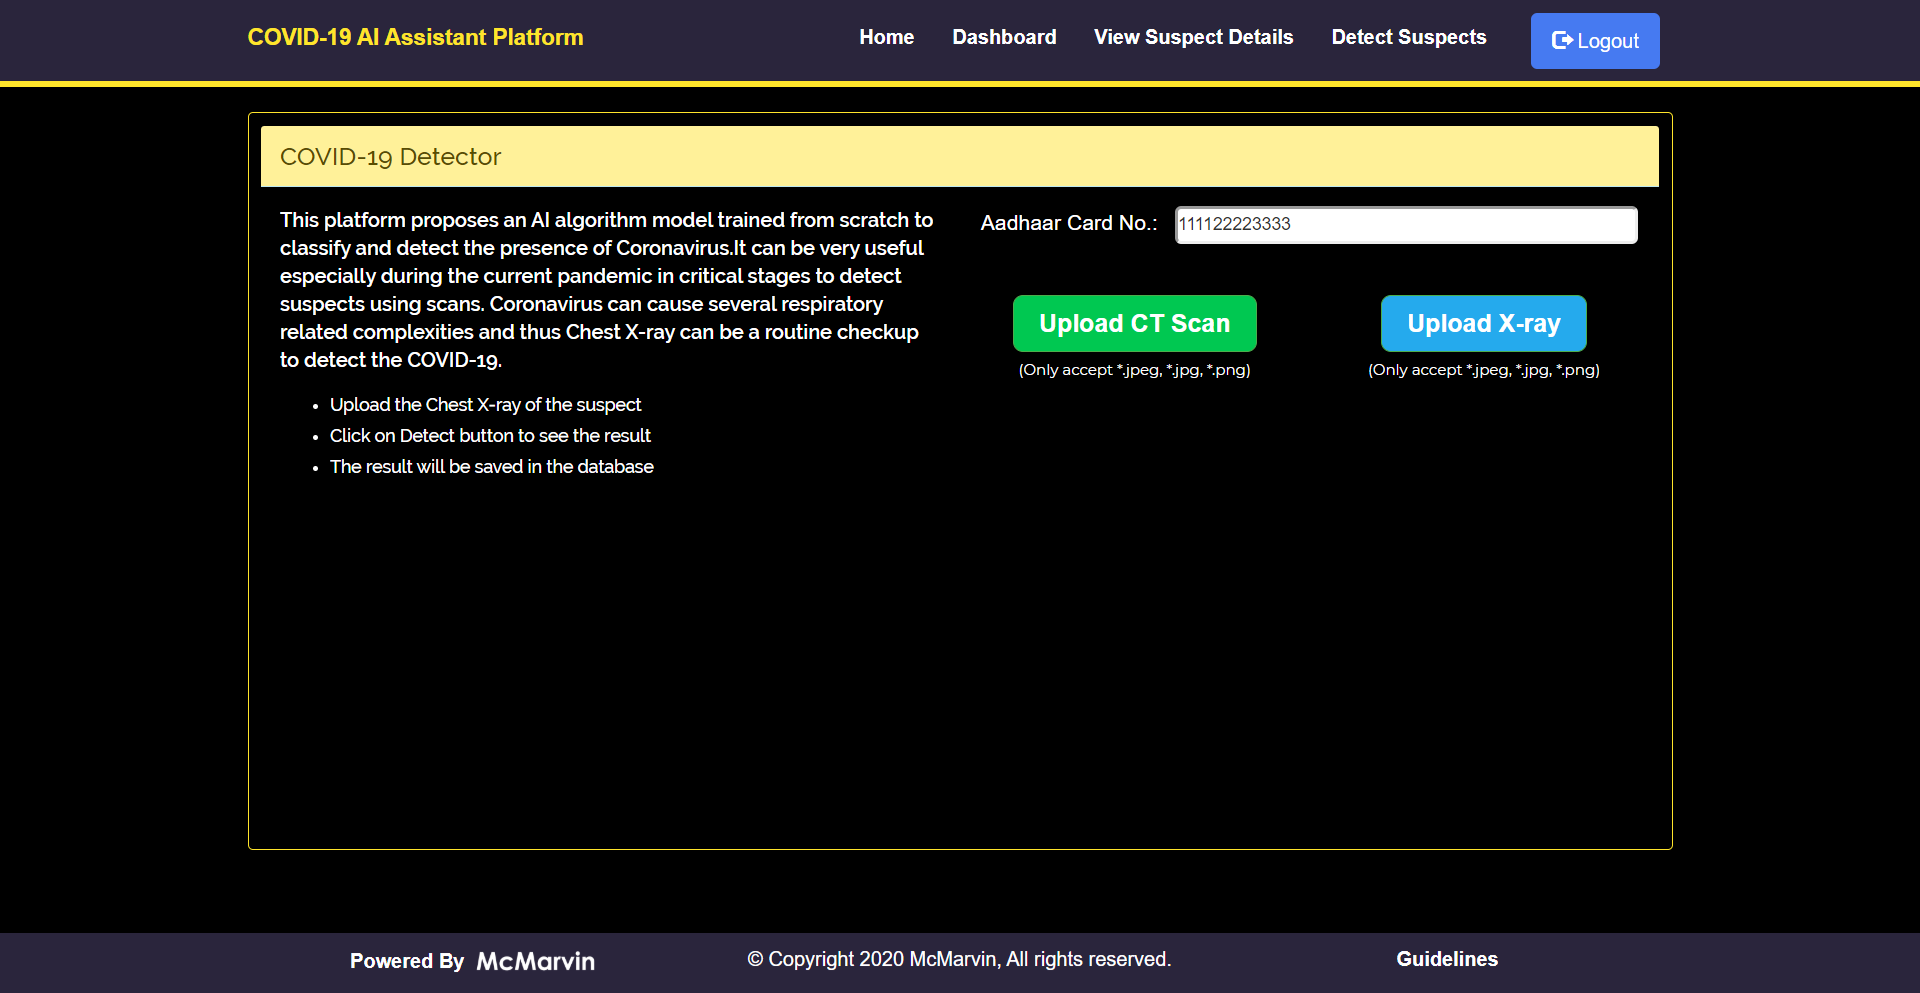 COVID-19 AI Assistant Platform
Home Dashboard View Suspect Details Detect Suspects Logout
COVID-19 Detector
This platform proposes an AI algorithm model trained from scratch to
classify and detect the presence of Coronavirus.It can be very useful
especially during the current pandemic in critical stages to detect
suspects using scans. Coronavirus can cause several respiratory
related complexities and thus Chest X-ray can be a routine checkup
to detect the COVID-19.
• Upload the Chest X-ray of the suspect
• Click on Detect button to see the result
• The result will be saved in the database
Aadhaar Card No.: 111122223333
Upload CT Scan
(Only accept *.jpeg, *.jpg, *.png)
Upload X-ray
(Only accept *.jpeg, *.jpg, *.png)
Powered By McMarvin
© Copyright 2020 McMarvin, All rights reserved.
Guidelines